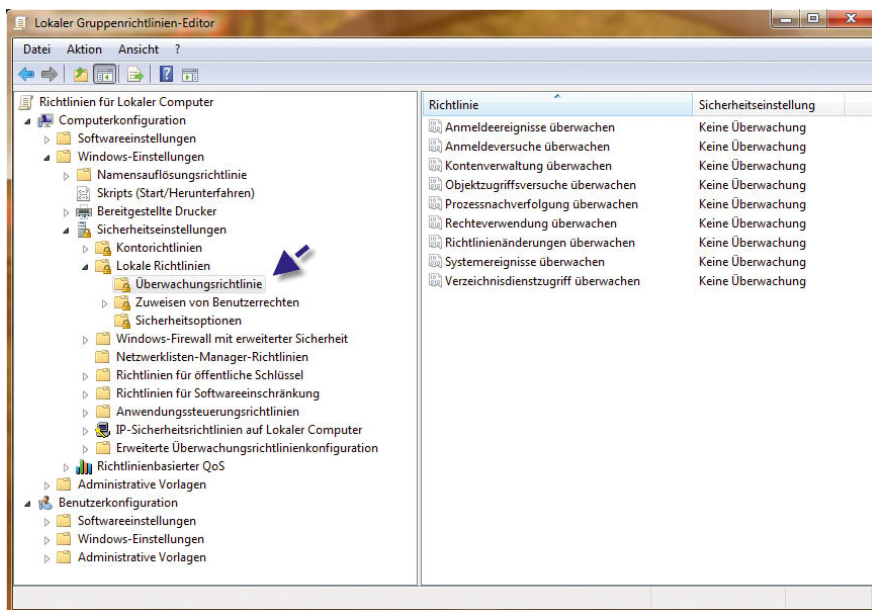 Lokaler Gruppenrichtlinien-Editor
Datei Aktion Ansicht ?
Richtlinien für Lokaler Computer
Computerkonfiguration
Softwareeinstellungen
Windows-Einstellungen
Namensauflösungsrichtlinie
Skripts (Start/Herunterfahren)
Bereitgestellte Drucker
Sicherheitseinstellungen
Kontorichtlinien
Lokale Richtlinien
Überwachungsrichtlinie
Zuweisen von Benutzerrechten
Sicherheitsoptionen
Windows-Firewall mit erweiterter Sicherheit
Netzwerklisten-Manager-Richtlinien
Richtlinien für öffentliche Schlüssel
Richtlinien für Softwareeinschränkung
Anwendungssteuerungsrichtlinien
IP-Sicherheitsrichtlinien auf Lokaler Computer
Erweiterte Überwachungsrichtlinienkonfiguration
Richtlinienbasierter QoS
Administrative Vorlagen
Benutzerkonfiguration
Softwareeinstellungen
Windows-Einstellungen
Administrative Vorlagen
Richtlinie Sicherheitseinstellung
Anmeldeereignisse überwachen Keine Überwachung
Anmeldeversuche überwachen Keine Überwachung
Kontenverwaltung überwachen Keine Überwachung
Objektzugriffsversuche überwachen Keine Überwachung
Prozessnachverfolgung überwachen Keine Überwachung
Rechteverwendung überwachen Keine Überwachung
Richtlinienänderungen überwachen Keine Überwachung
Systemereignisse überwachen Keine Überwachung
Verzeichnisdienstzugriff überwachen Keine Überwachung